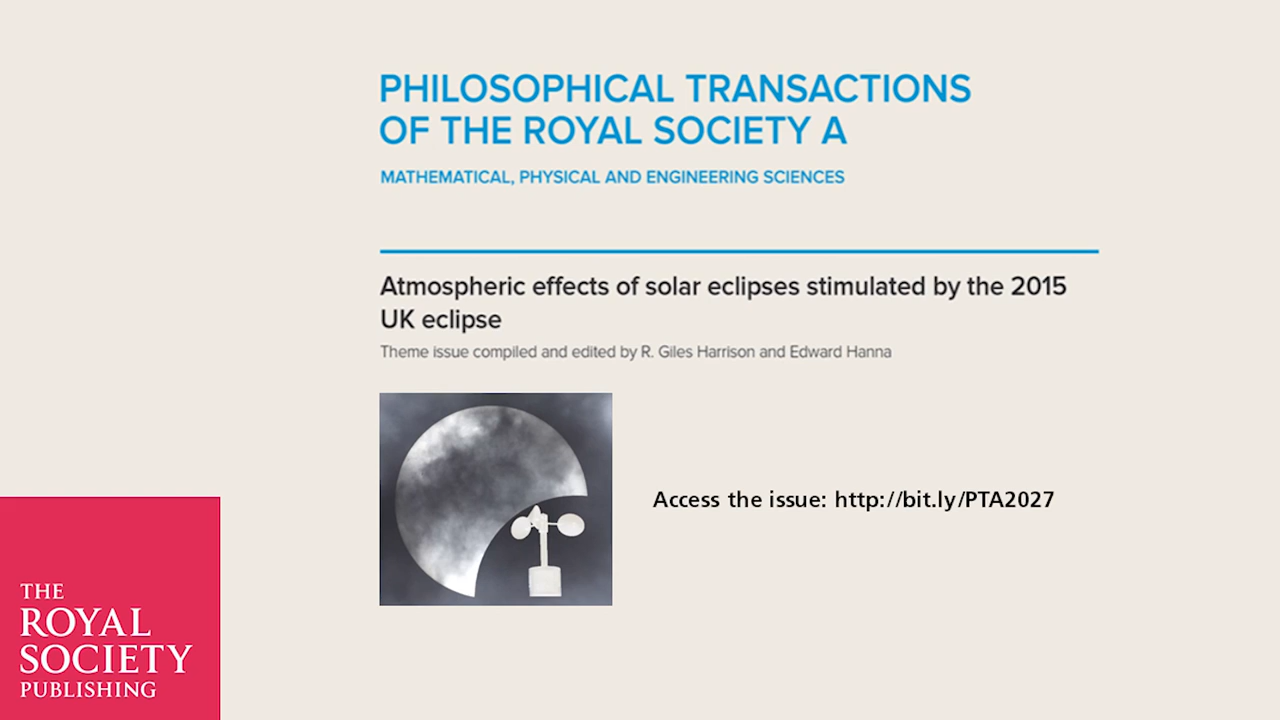 PHILOSOPHICAL TRANSACTIONS
OF THE ROYAL SOCIETY A
MATHEMATICAL, PHYSICAL AND ENGINEERING SCIENCES
Atmospheric effects of solar eclipses stimulated by the 2015
UK eclipse
Theme issue compiled and edited by R. Giles Harrison and Edward Hanna
Access the issue: http://bit.ly/PTA2027
THE
ROYAL
SOCIETY
PUBLISHING